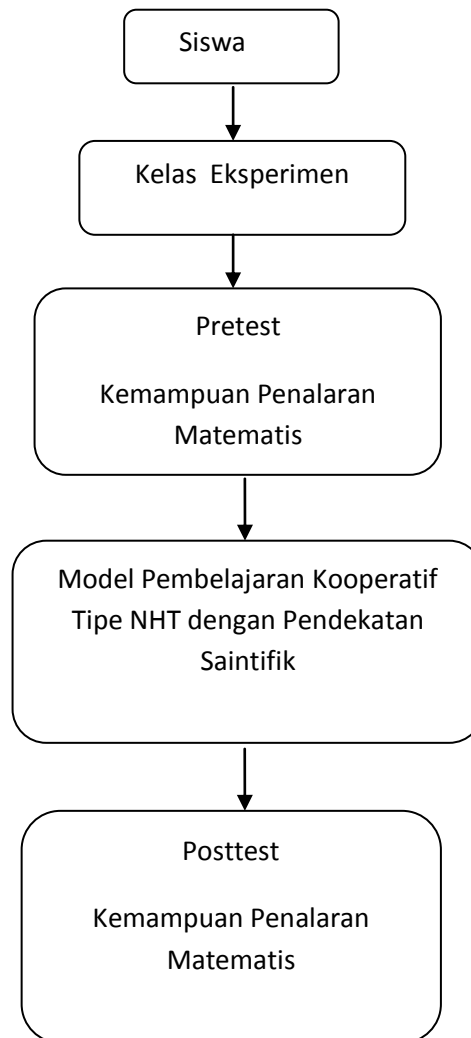 Siswa
Kelas Eksperimen
Pretest
Kemampuan Penalaran
Matematis
Model Pembelajaran Kooperatif
Tipe NHT dengan Pendekatan
Saintifik
Posttest
Kemampuan Penalaran
Matematis